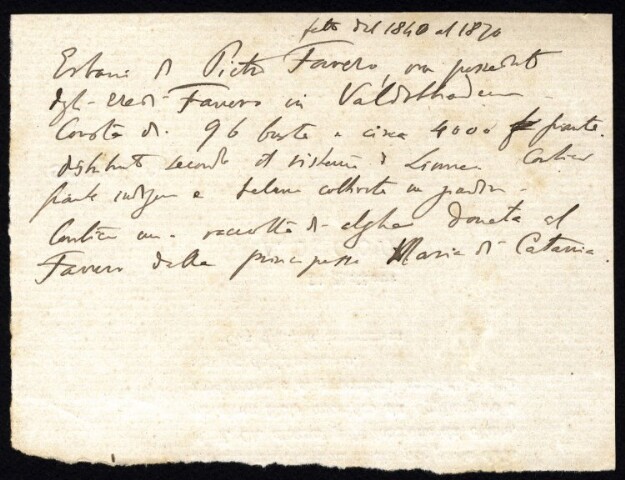 fatto dal 1840 al 1870
Erbario di Pietro Favero, ora posseduto
dagli eredi Favero in Valdobbiadene
Consta di 96 buste e circa 4000 piante
distribuite secondo il sistema di Linneo Contiene
piante indigene e talune coltivate in giardini
Contiene una raccolta di alghe donata al
Favero dalla principessa Maria di Catania.